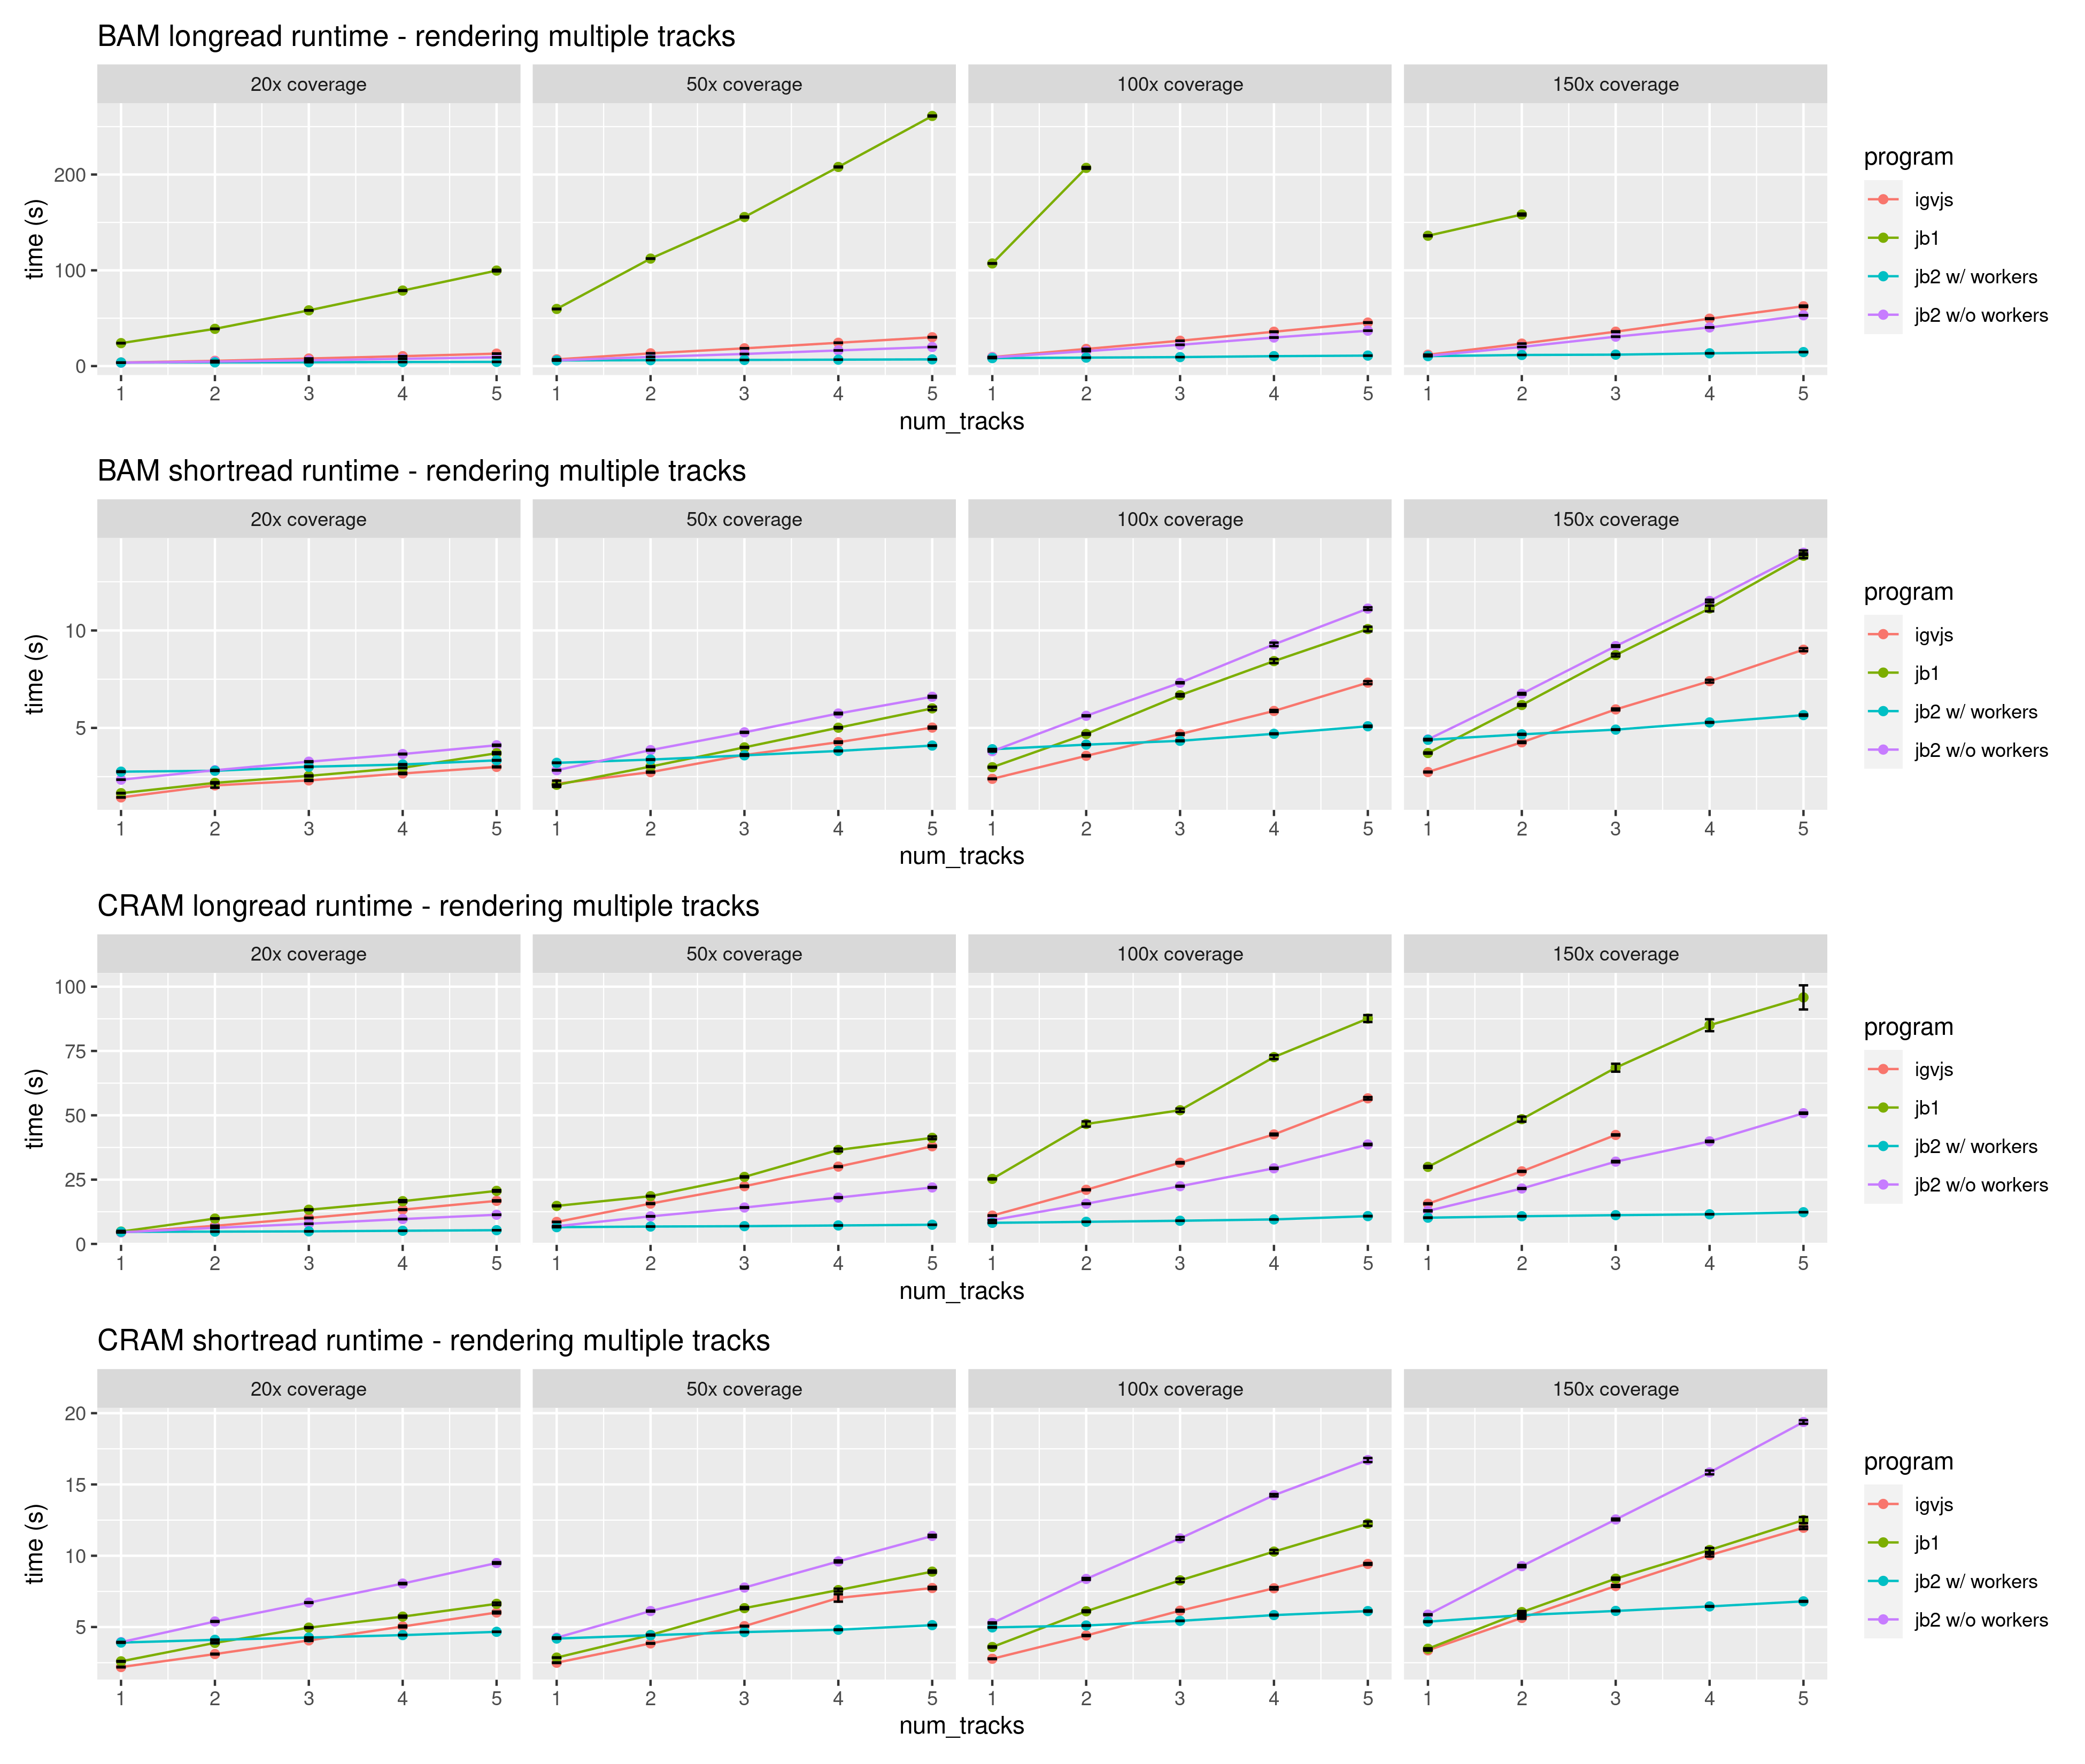 BAM longread runtime - rendering multiple tracks
20x coverage 50x coverage 100x coverage 150x coverage
time (s)
200
100
0
1 2 3 4 5 1 2 3 4 5 1 2 3 4 5 1 2 3 4 5
num_tracks
program
igvjs
jb1
jb2 w/ workers
jb2 w/o workers
BAM shortread runtime - rendering multiple tracks
20x coverage 50x coverage 100x coverage 150x coverage
time (s)
10
5
1 2 3 4 5 1 2 3 4 5 1 2 3 4 5 1 2 3 4 5
num_tracks
program
igvjs
jb1
jb2 w/ workers
jb2 w/o workers
CRAM longread runtime - rendering multiple tracks
20x coverage 50x coverage 100x coverage 150x coverage
time (s)
100
75
50
25
0
1 2 3 4 5 1 2 3 4 5 1 2 3 4 5 1 2 3 4 5
num_tracks
program
igvjs
jb1
jb2 w/ workers
jb2 w/o workers
CRAM shortread runtime - rendering multiple tracks
20x coverage 50x coverage 100x coverage 150x coverage
time (s)
20
15
10
5
1 2 3 4 5 1 2 3 4 5 1 2 3 4 5 1 2 3 4 5
num_tracks
program
igvjs
jb1
jb2 w/ workers
jb2 w/o workers